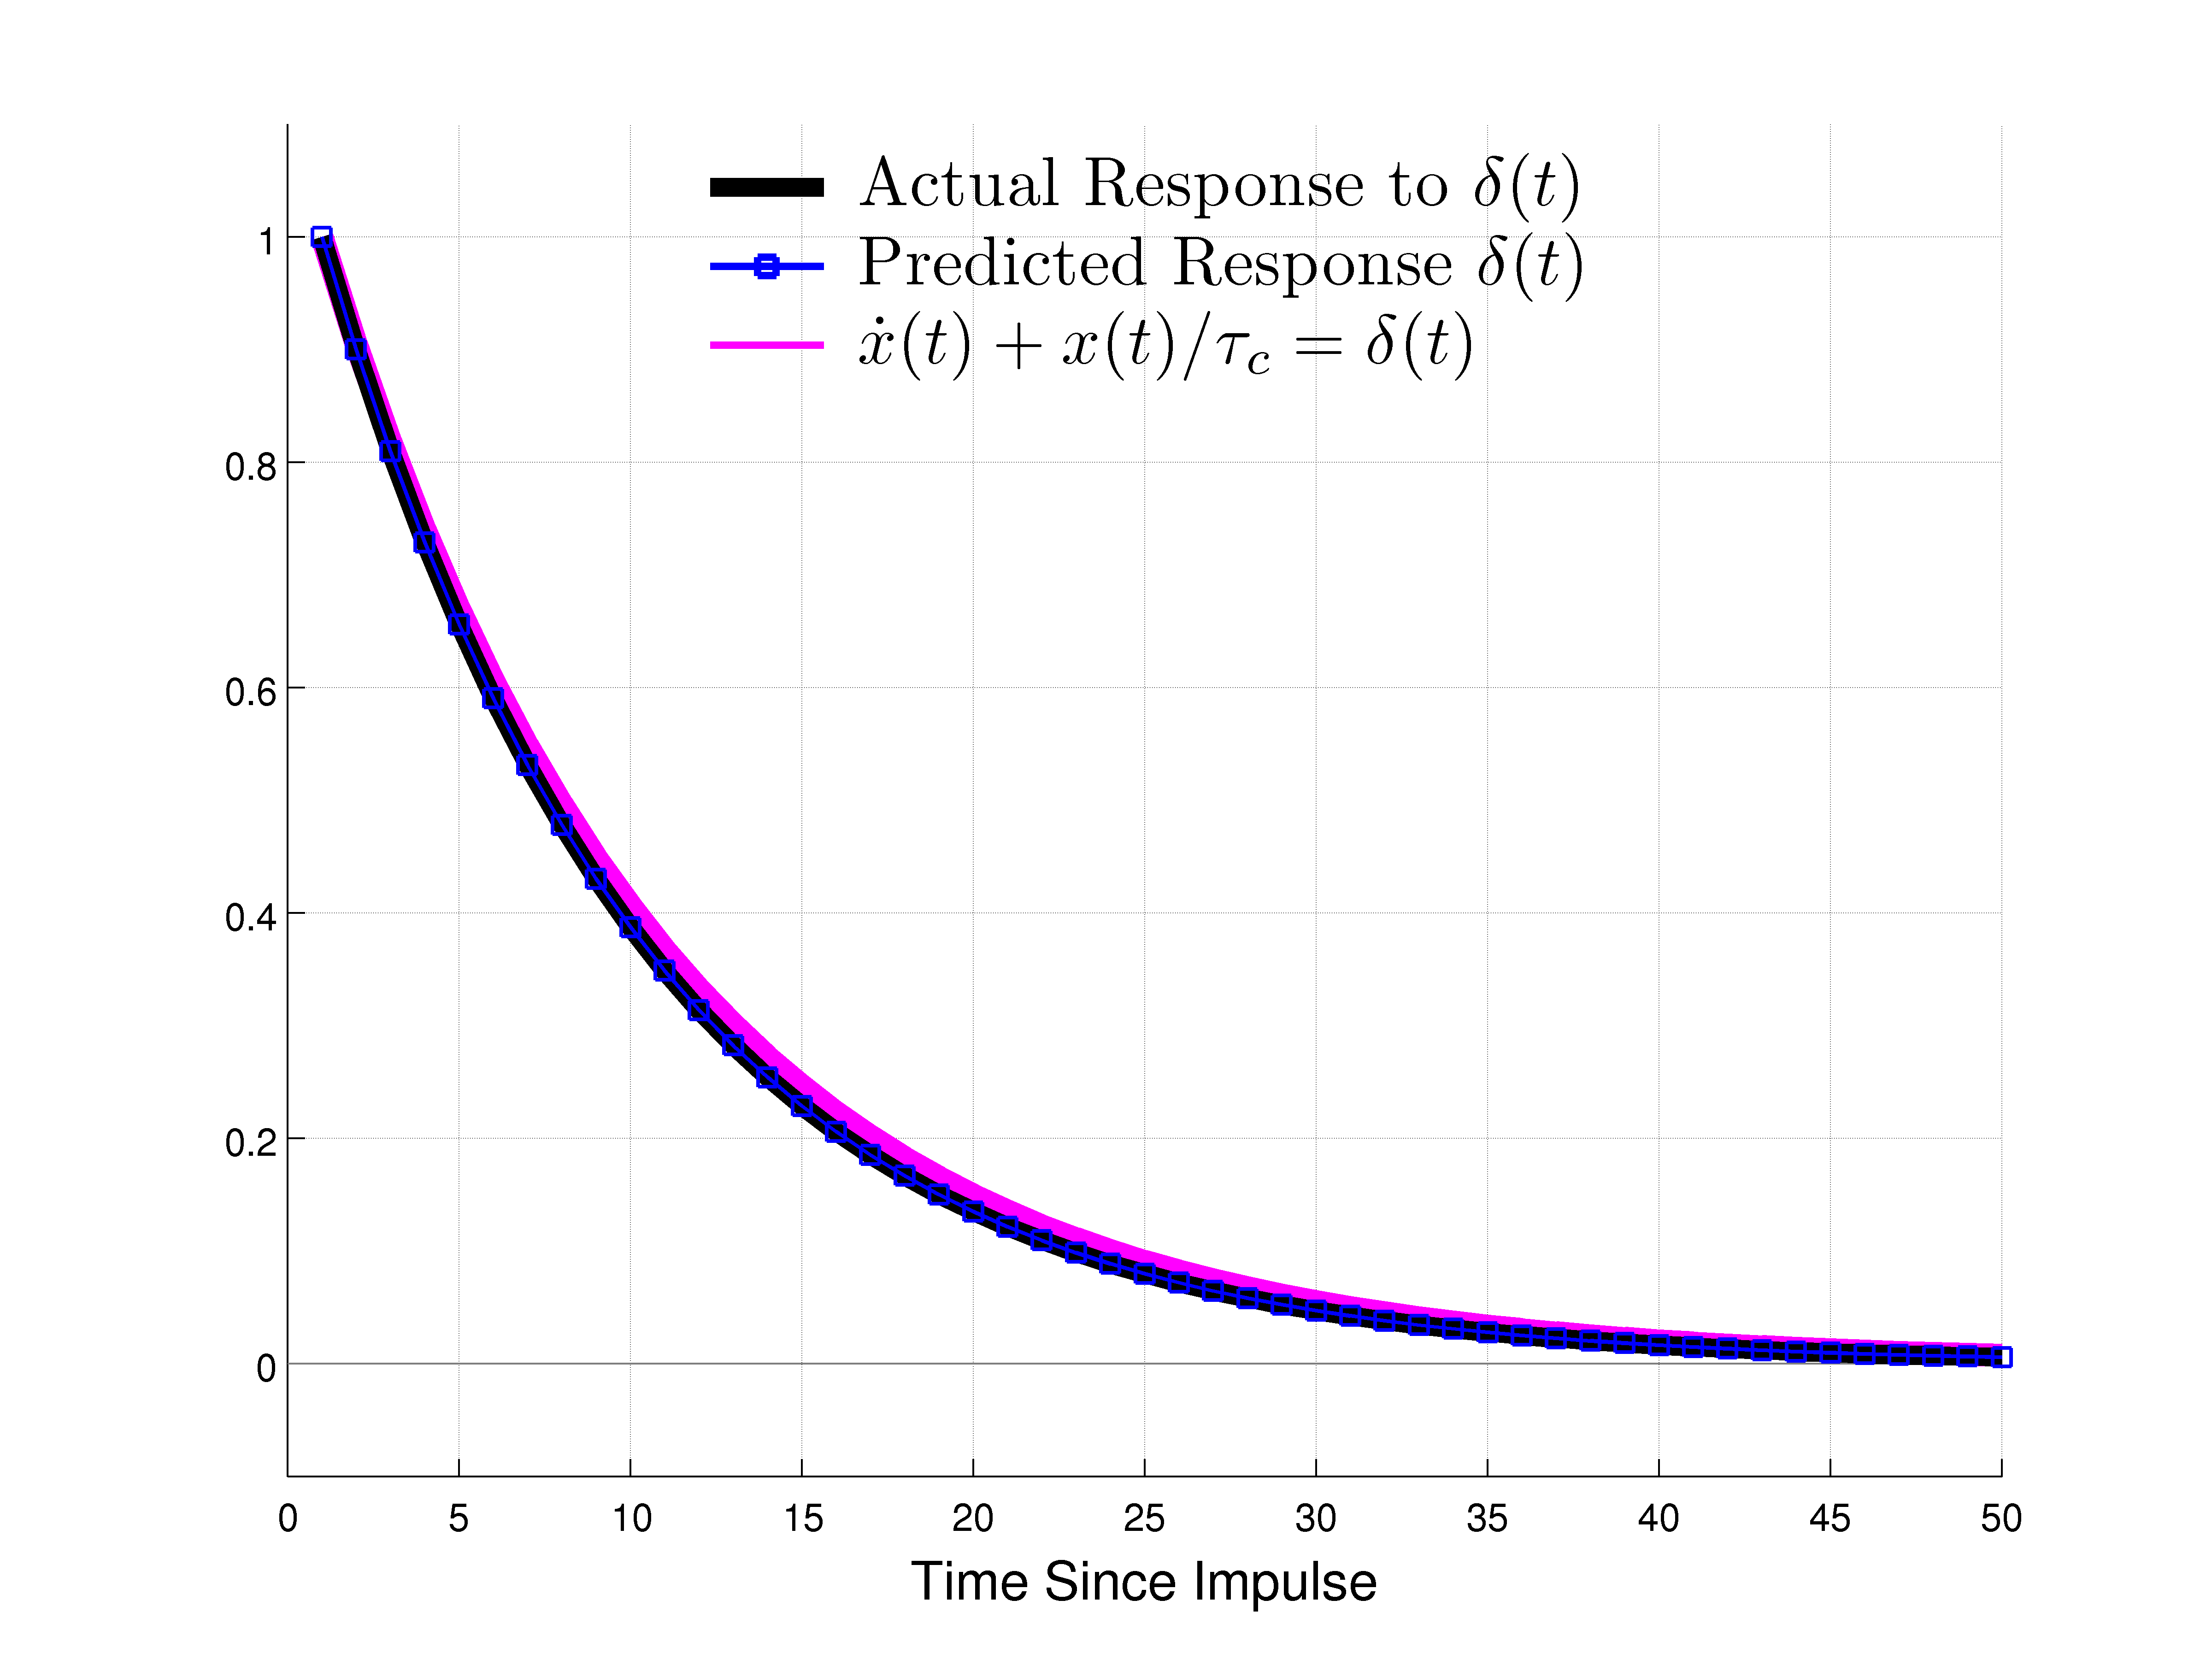 Actual Response to δ(t)
Predicted Response δ(t)
ẋ(t) + x(t)/τ_c = δ(t)
1
0.8
0.6
0.4
0.2
0
0 5 10 15 20 25 30 35 40 45 50
Time Since Impulse